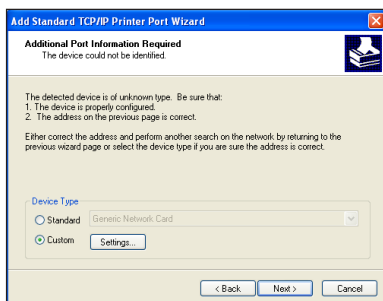 Add Standard TCP/IP Printer Port Wizard
Additional Port Information Required
The device could not be identified.
The detected device is of unknown type. Be sure that:
1. The device is properly configured.
2. The address on the previous page is correct.
Either correct the address and perform another search on the network by returning to the
previous wizard page or select the device type if you are sure the address is correct.
Device Type
Standard Generic Network Card
Custom Settings...
< Back Next > Cancel